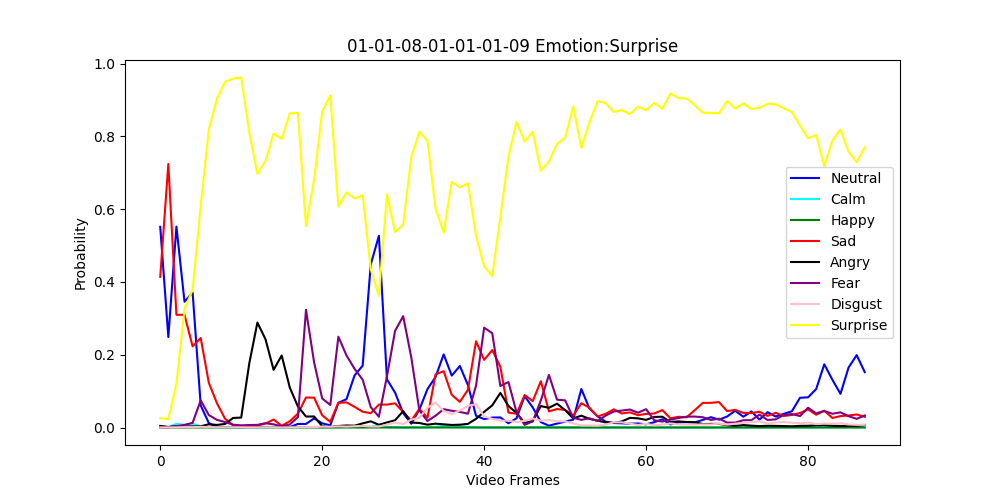 01-01-08-01-01-01-09 Emotion:Surprise
1.0
0.8
0.6
0.4
0.2
0.0
Probability
0
20
40
60
80
Video Frames
Neutral
Calm
Happy
Sad
Angry
Fear
Disgust
Surprise